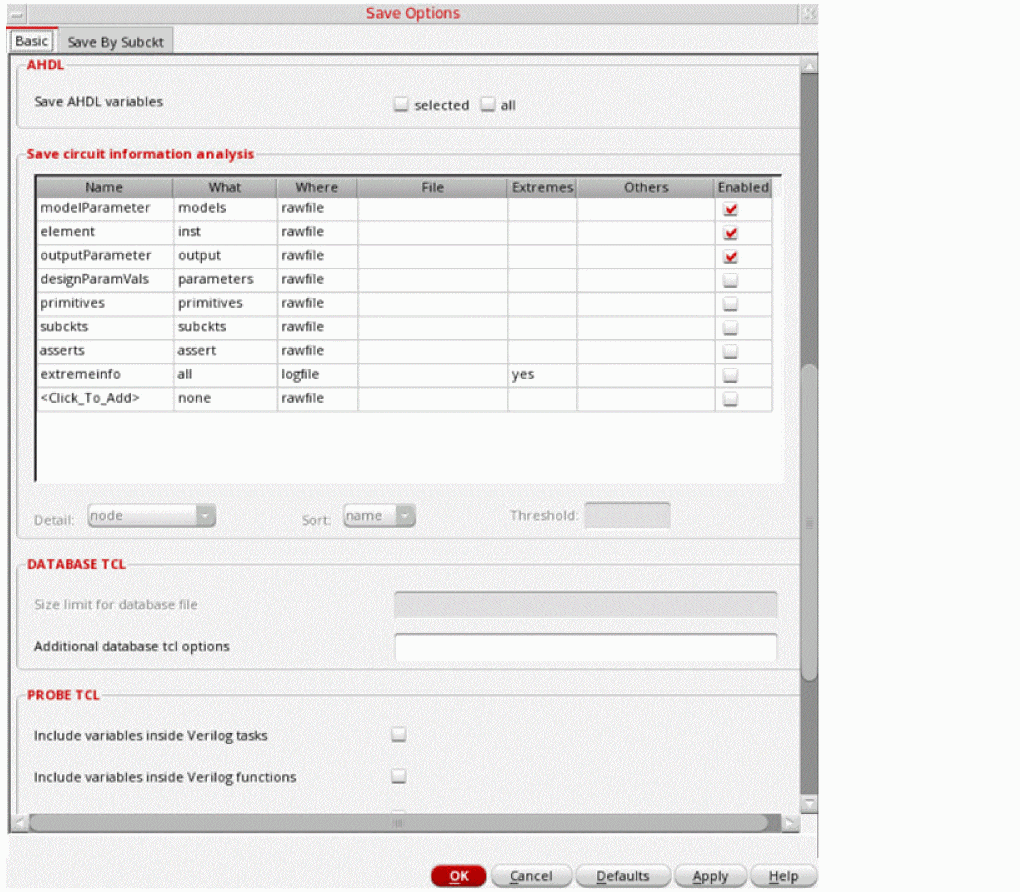 Save Options
Basic Save By Subckt
AHDL
Save AHDL variables selected all
Save circuit information analysis
Name What Where File Extremes Others Enabled
modelParameter models rawfile
element inst rawfile
outputParameter output rawfile
designParamVals parameters rawfile
primitives primitives rawfile
subckts subckts rawfile
asserts assert rawfile
extremeinfo all logfile yes
<Click_To_Add> none rawfile
Detail: node Sort: name Threshold:
DATABASE TCL
Size limit for database file
Additional database tcl options
PROBE TCL
Include variables inside Verilog tasks
Include variables inside Verilog functions
OK Cancel Defaults Apply Help